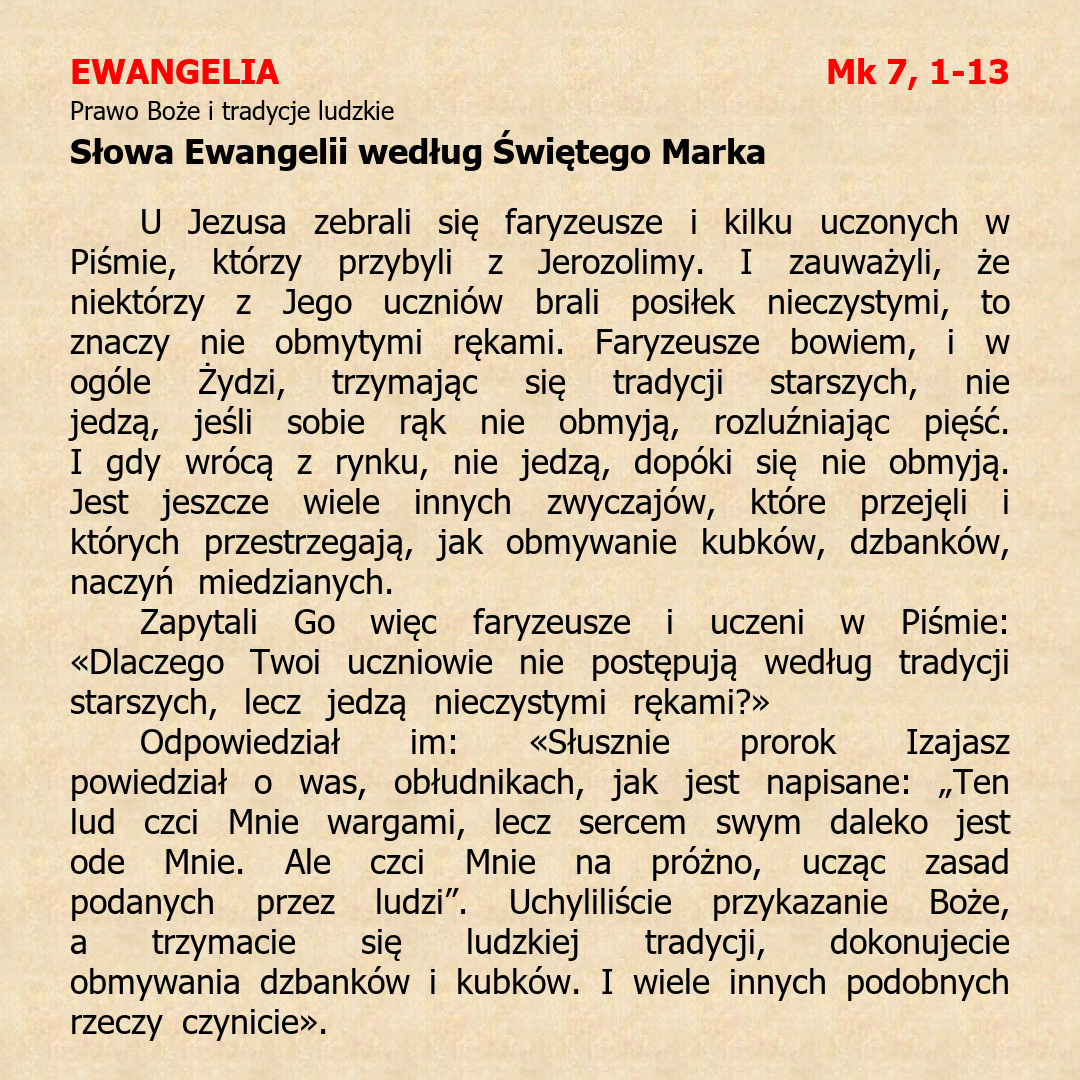 EWANGELIA Mk 7, 1-13
Prawo Boże i tradycje ludzkie
Słowa Ewangelii według Świętego Marka
U Jezusa zebrali się faryzeusze i kilku uczonych w
Piśmie, którzy przybyli z Jerozolimy. I zauważyli, że
niektórzy z Jego uczniów brali posiłek nieczystymi, to
znaczy nie obmytymi rękami. Faryzeusze bowiem, i w
ogóle Żydzi, trzymając się tradycji starszych, nie
jedzą, jeśli sobie rąk nie obmyją, rozluźniając pięść.
I gdy wrócą z rynku, nie jedzą, dopóki się nie obmyją.
Jest jeszcze wiele innych zwyczajów, które przejęli i
których przestrzegają, jak obmywanie kubków, dzbanków,
naczyń miedzianych.
Zapytali Go więc faryzeusze i uczeni w Piśmie:
«Dlaczego Twoi uczniowie nie postępują według tradycji
starszych, lecz jedzą nieczystymi rękami?»
Odpowiedział im: «Słusznie prorok Izajasz
powiedział o was, obłudnikach, jak jest napisane: „Ten
lud czci Mnie wargami, lecz sercem swym daleko jest
ode Mnie. Ale czci Mnie na próżno, ucząc zasad
podanych przez ludzi”. Uchyliliście przykazanie Boże,
a trzymacie się ludzkiej tradycji, dokonujecie
obmywania dzbanków i kubków. I wiele innych podobnych
rzeczy czynicie».